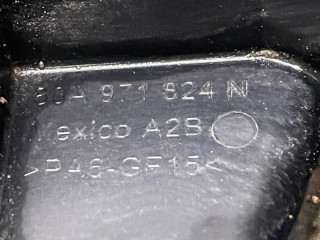 80A 971 824 N
Mexico A2B
>PA6-GF15<